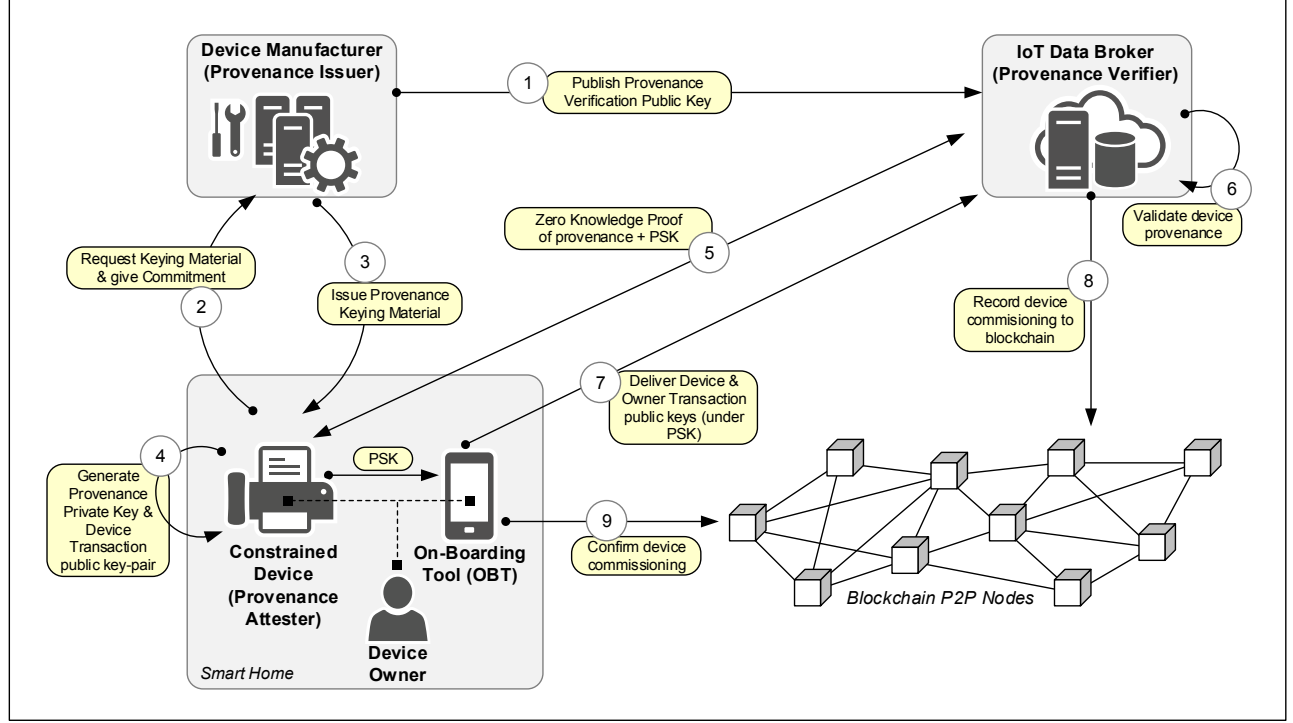 Device Manufacturer
(Provenance Issuer)
1
Publish Provenance
Verification Public Key
IoT Data Broker
(Provenance Verifier)
6
Validate device
provenance
Request Keying Material
& give Commitment
2
3
Issue Provenance
Keying Material
Zero Knowledge Proof
of provenance + PSK
5
8
Record device
commisioning to
blockchain
7
Deliver Device &
Owner Transaction
public keys (under
PSK)
4
Generate
Provenance
Private Key &
Device
Transaction
public key-pair
PSK
Constrained
Device
(Provenance
Attester)
On-Boarding
Tool (OBT)
9
Confirm device
commissioning
Blockchain P2P Nodes
Device
Owner
Smart Home